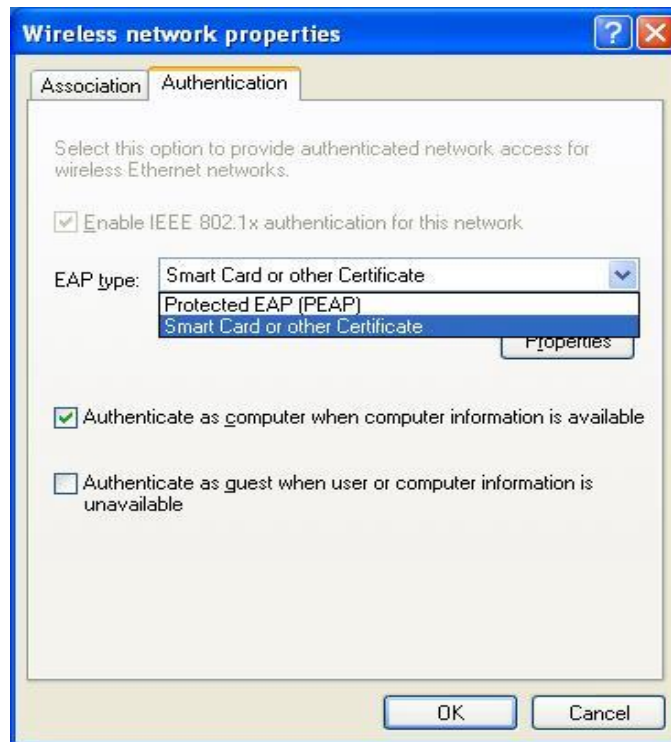 Wireless network properties
Association
Authentication
Select this option to provide authenticated network access for
wireless Ethernet networks.
Enable IEEE 802.1x authentication for this network
EAP type:
Smart Card or other Certificate
Protected EAP (PEAP)
Smart Card or other Certificate
Properties
Authenticate as computer when computer information is available
Authenticate as guest when user or computer information is
unavailable
OK
Cancel